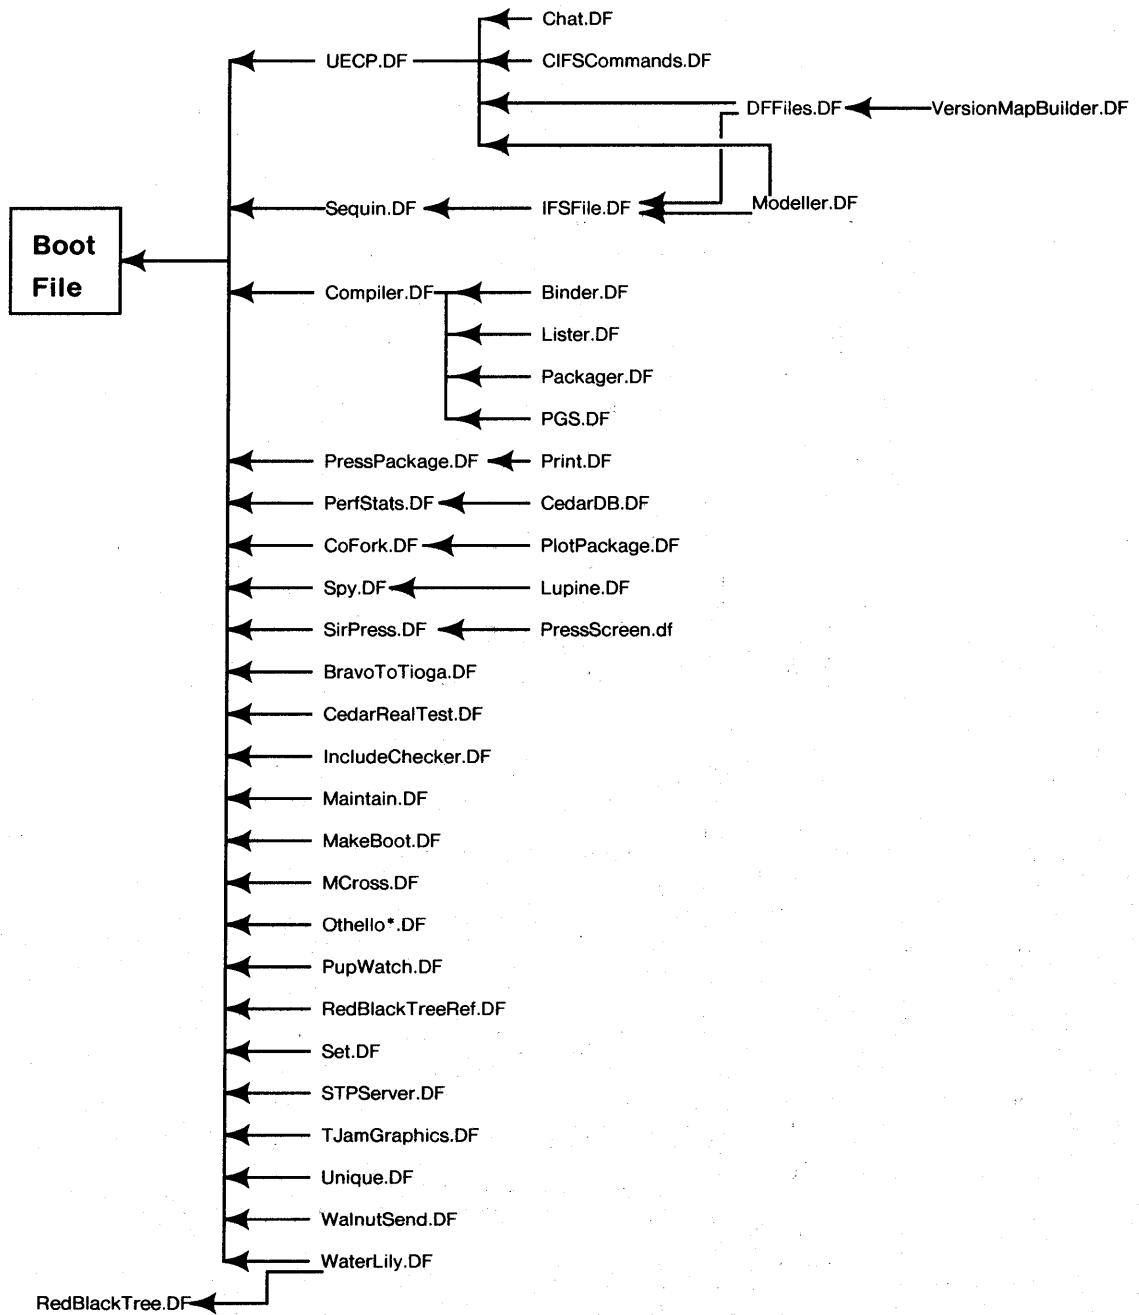 Chat.DF
UECP.DF
CIFSCommands.DF
DFFiles.DF
VersionMapBuilder.DF
Sequin.DF
IFSFile.DF
Modeller.DF
Boot
File
Compiler.DF
Binder.DF
Lister.DF
Packager.DF
PGS.DF
PressPackage.DF
Print.DF
PerfStats.DF
CedarDB.DF
CoFork.DF
PlotPackage.DF
Spy.DF
Lupine.DF
SirPress.DF
PressScreen.df
BravoToTioga.DF
CedarRealTest.DF
IncludeChecker.DF
Maintain.DF
MakeBoot.DF
MCross.DF
Othello*.DF
PupWatch.DF
RedBlackTreeRef.DF
Set.DF
STPServer.DF
TJamGraphics.DF
Unique.DF
WalnutSend.DF
WaterLily.DF
RedBlackTree.DF